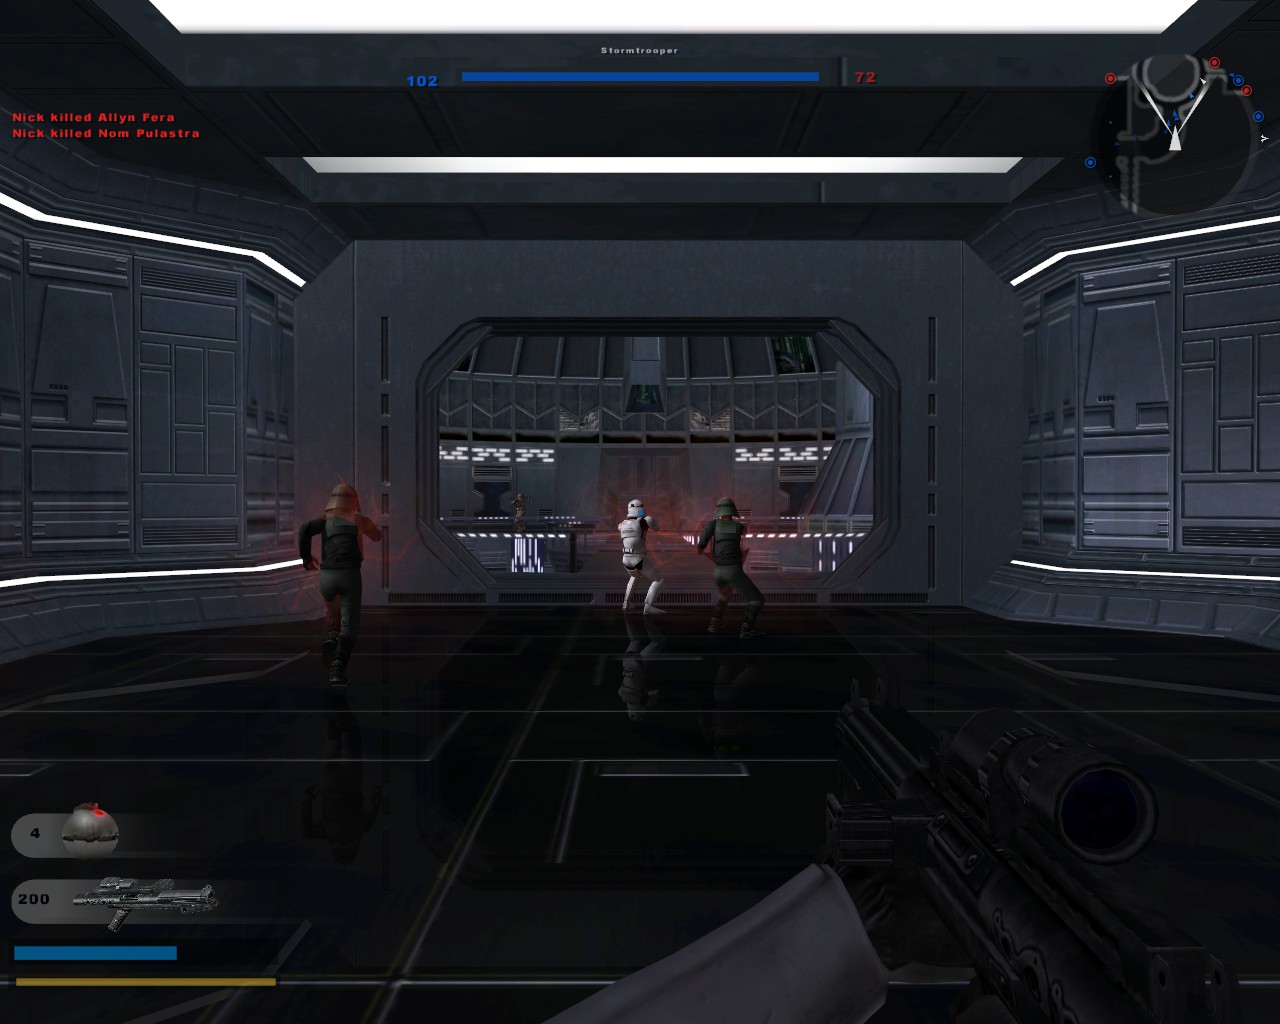 Stormtrooper
102 72
Nick killed Allyn Fera
Nick killed Nom Pulastra
4
200